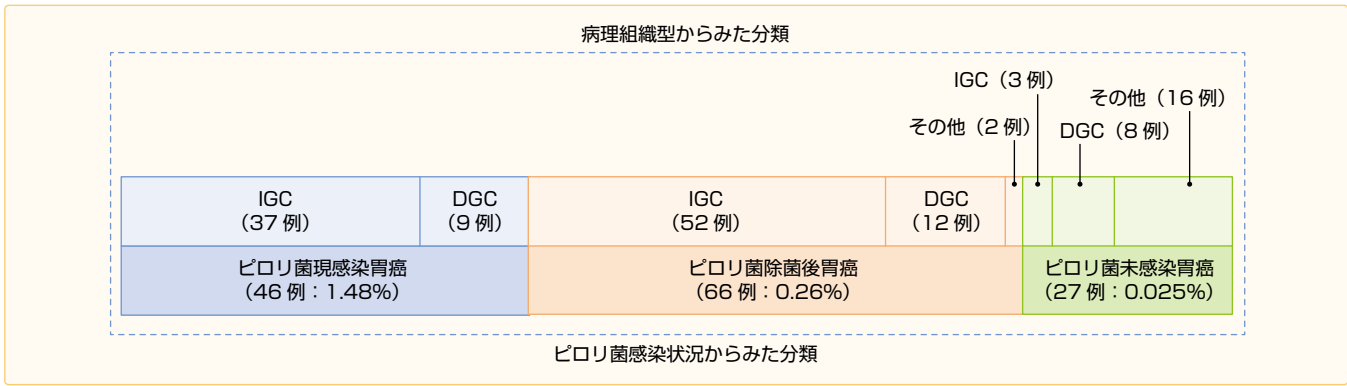 病理組織型からみた分類
IGC（3 例）
その他（16 例）
その他（2 例）
DGC（8 例）
IGC
（37 例）
DGC
（9 例）
IGC
（52 例）
DGC
（12 例）
ピロリ菌現感染胃癌
（46 例：1.48%）
ピロリ菌除菌後胃癌
（66 例：0.26%）
ピロリ菌未感染胃癌
（27 例：0.025%）
ピロリ菌感染状況からみた分類